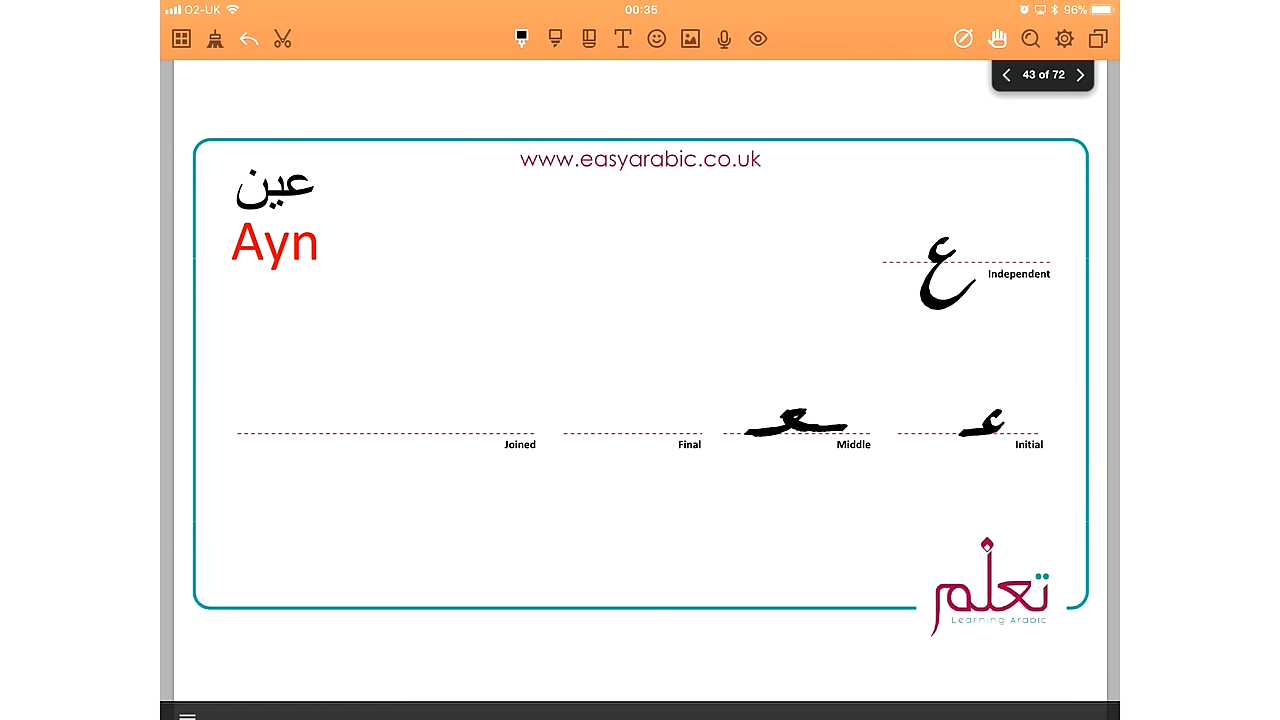 O2-UK 00:35 96%
43 of 72
www.easyarabic.co.uk
عين
Ayn
ع
Independent
عـ
Initial
ـعـ
Middle
Final
Joined
تعلم
Learning Arabic